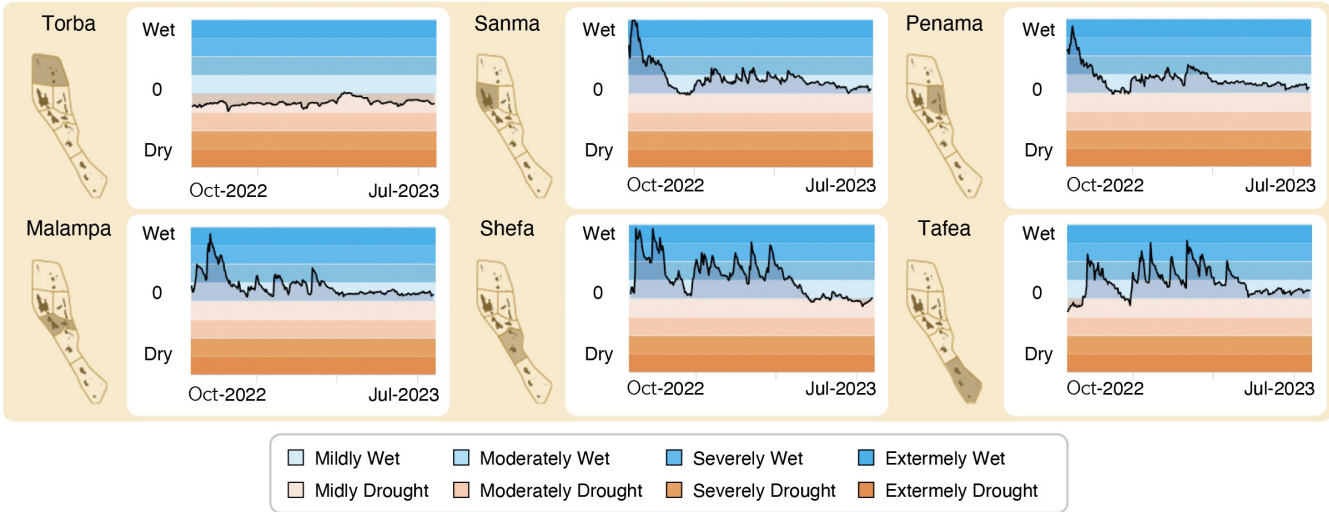 Torba
Wet
0
Dry
Oct-2022
Jul-2023
Sanma
Wet
0
Dry
Oct-2022
Jul-2023
Penama
Wet
0
Dry
Oct-2022
Jul-2023
Malampa
Wet
0
Dry
Oct-2022
Jul-2023
Shefa
Wet
0
Dry
Oct-2022
Jul-2023
Tafea
Wet
0
Dry
Oct-2022
Jul-2023
Mildly Wet
Moderately Wet
Severely Wet
Extermely Wet
Midly Drought
Moderately Drought
Severely Drought
Extermely Drought